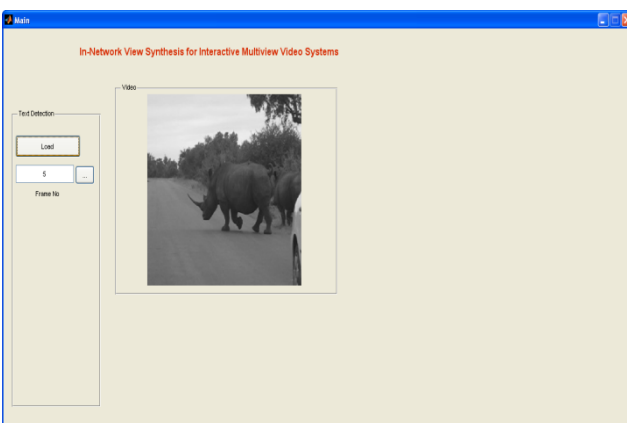 Main
In-Network View Synthesis for Interactive Multiview Video Systems
Video
Text Detection
Load
5
...
Frame No